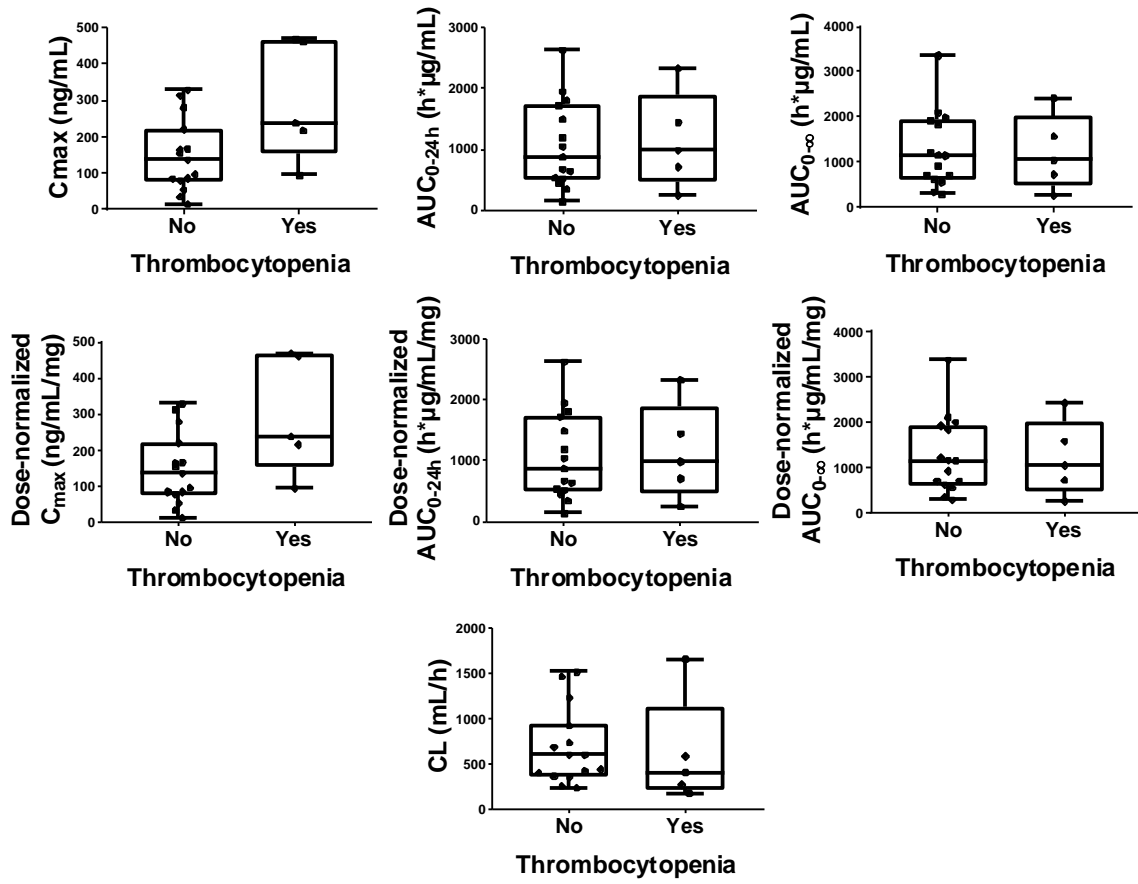 Cmax (ng/mL)
500
400
300
200
100
0
No Yes
Thrombocytopenia
AUC0-24h (h*µg/mL)
3000
2000
1000
0
No Yes
Thrombocytopenia
AUC0-∞ (h*µg/mL)
4000
3000
2000
1000
0
No Yes
Thrombocytopenia
Dose-normalized
Cmax (ng/mL/mg)
500
400
300
200
100
0
No Yes
Thrombocytopenia
Dose-normalized
AUC0-24h (h*µg/mL/mg)
3000
2000
1000
0
No Yes
Thrombocytopenia
Dose-normalized
AUC0-∞ (h*µg/mL/mg)
4000
3000
2000
1000
0
No Yes
Thrombocytopenia
CL (mL/h)
2000
1500
1000
500
0
No Yes
Thrombocytopenia